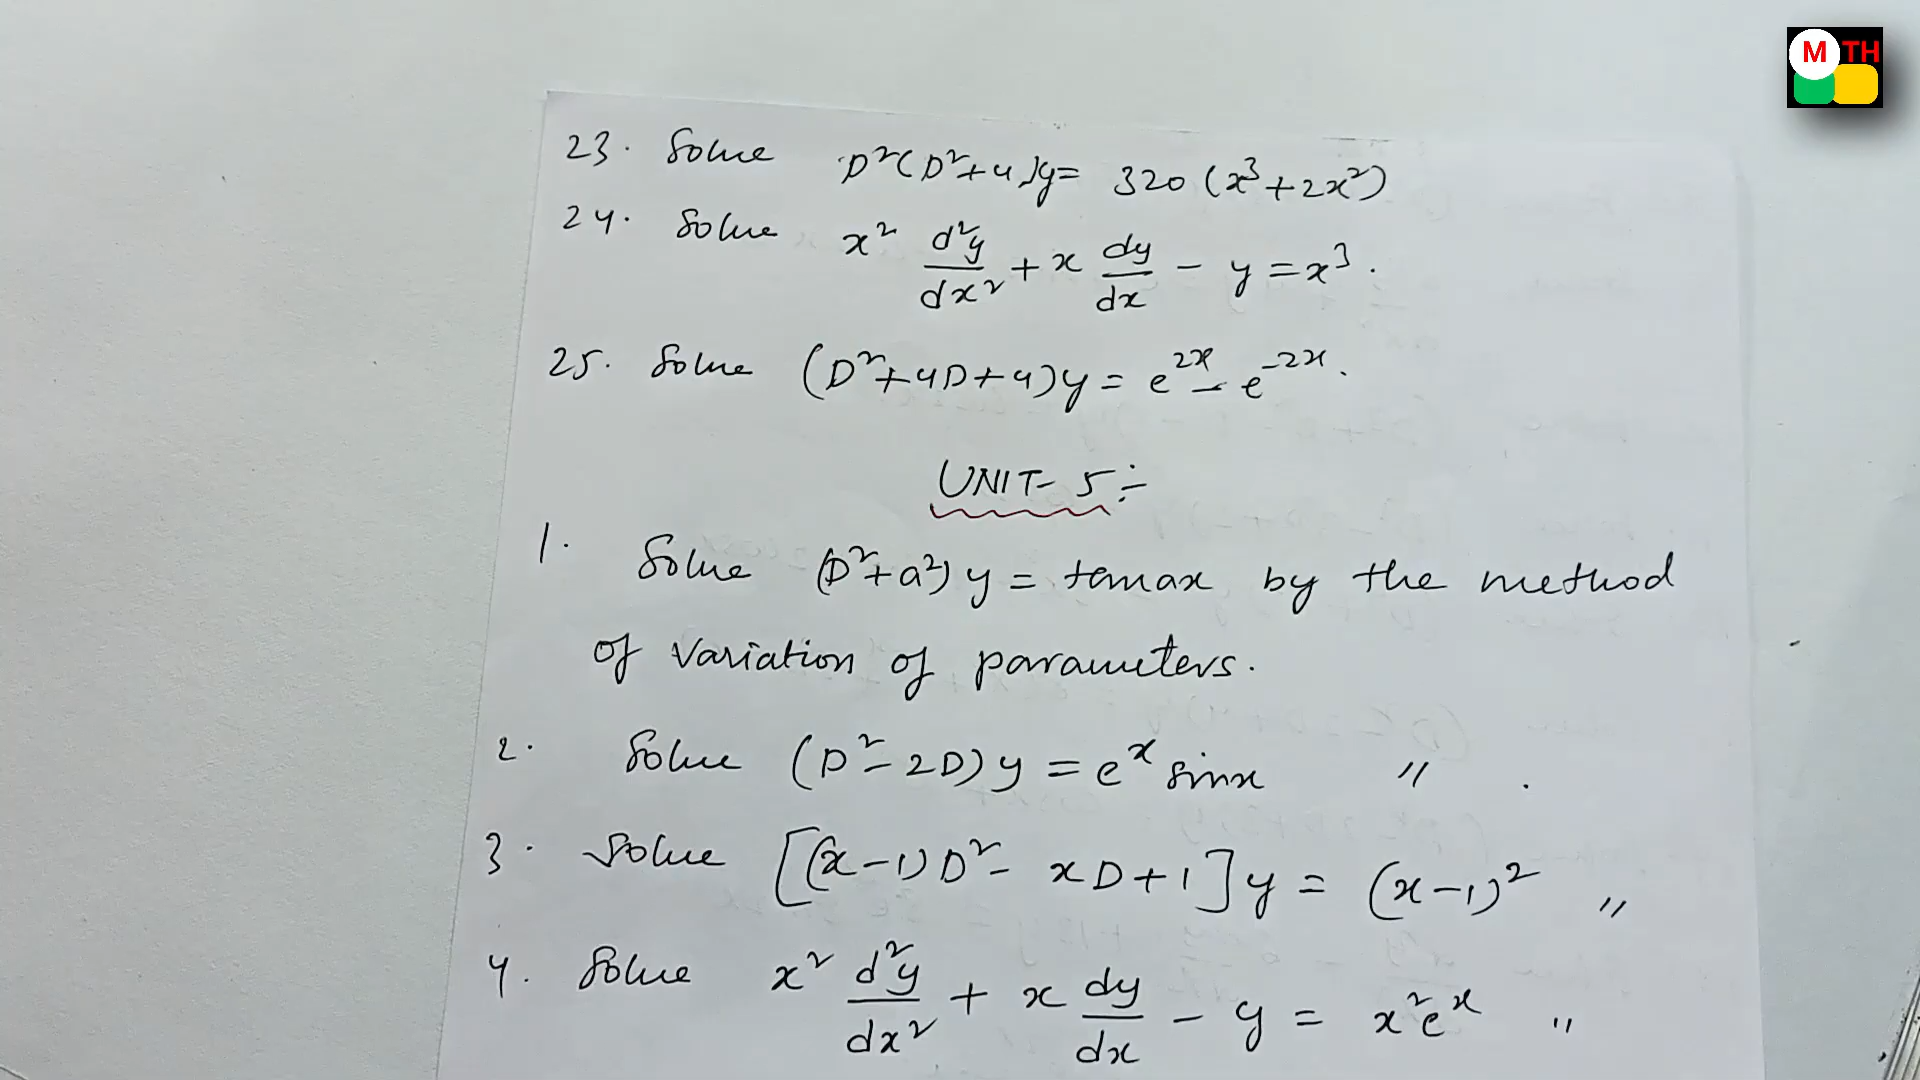 M TH
23. Solve D²(D²+4)y = 320 (x³+2x²)
24. Solve x² d²y/dx² + x dy/dx - y = x³.
25. Solve (D²+4D+4)y = e^2x - e^-2x.
UNIT- 5 :-
1. Solve (D²+a²) y = tanax by the method
of variation of parameters.
2. Solve (D²-2D) y = e^x sinx " .
3. Solve [(x-1)D² - xD+1] y = (x-1)² "
4. Solve x² d²y/dx² + x dy/dx - y = x²e^x "